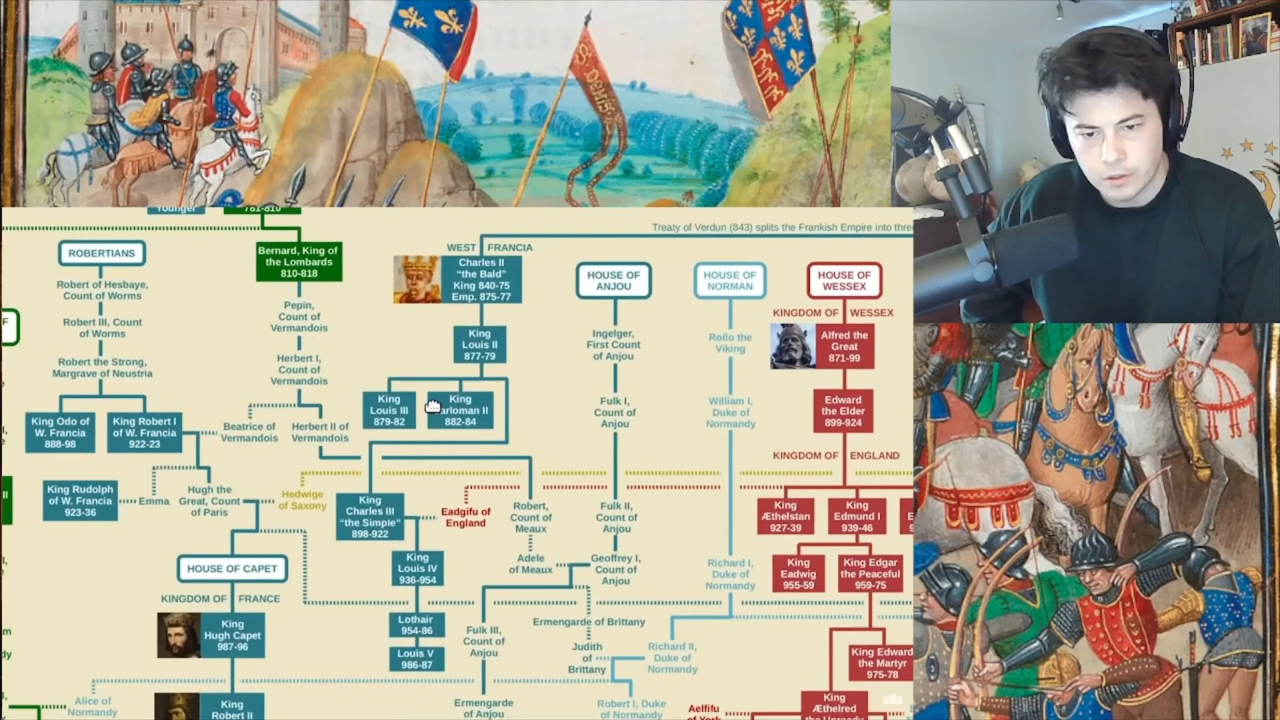 S. DENIS
Younger
781-810
Treaty of Verdun (843) splits the Frankish Empire into three
ROBERTIANS
Robert of Hesbaye,
Count of Worms
Robert III, Count
of Worms
Robert the Strong,
Margrave of Neustria
King Odo of
W. Francia
888-98
King Robert I
of W. Francia
922-23
King Rudolph
of W. Francia
923-36
Emma
Hugh the
Great, Count
of Paris
Hedwige
of Saxony
HOUSE OF CAPET
KINGDOM OF FRANCE
King
Hugh Capet
987-96
King
Robert II
Alice of
Normandy
Bernard, King of
the Lombards
810-818
Pepin,
Count of
Vermandois
Herbert I,
Count of
Vermandois
Beatrice of
Vermandois
Herbert II of
Vermandois
WEST FRANCIA
Charles II
“the Bald”
King 840-75
Emp. 875-77
King
Louis II
877-79
King
Louis III
879-82
King
arloman II
882-84
King
Charles III
“the Simple”
898-922
Eadgifu of
England
King
Louis IV
936-954
Lothair
954-86
Louis V
986-87
Robert,
Count of
Meaux
Adele
of Meaux
HOUSE OF
ANJOU
Ingelger,
First Count
of Anjou
Fulk I,
Count of
Anjou
Fulk II,
Count of
Anjou
Geoffrey I,
Count of
Anjou
Fulk III,
Count of
Anjou
Ermengarde
of Anjou
Ermengarde of Brittany
Judith
of
Brittany
HOUSE OF
NORMAN
Rollo the
Viking
William I,
Duke of
Normandy
Richard I,
Duke of
Normandy
Richard II,
Duke of
Normandy
Robert I, Duke
of Normandy
HOUSE OF
WESSEX
KINGDOM OF WESSEX
Alfred the
Great
871-99
Edward
the Elder
899-924
KINGDOM OF ENGLAND
King
Æthelstan
927-39
King
Edmund I
939-46
King
Eadwig
955-59
King Edgar
the Peaceful
959-75
King Edward
the Martyr
975-78
King
Æthelred
the Unready
Aelfifu
of York